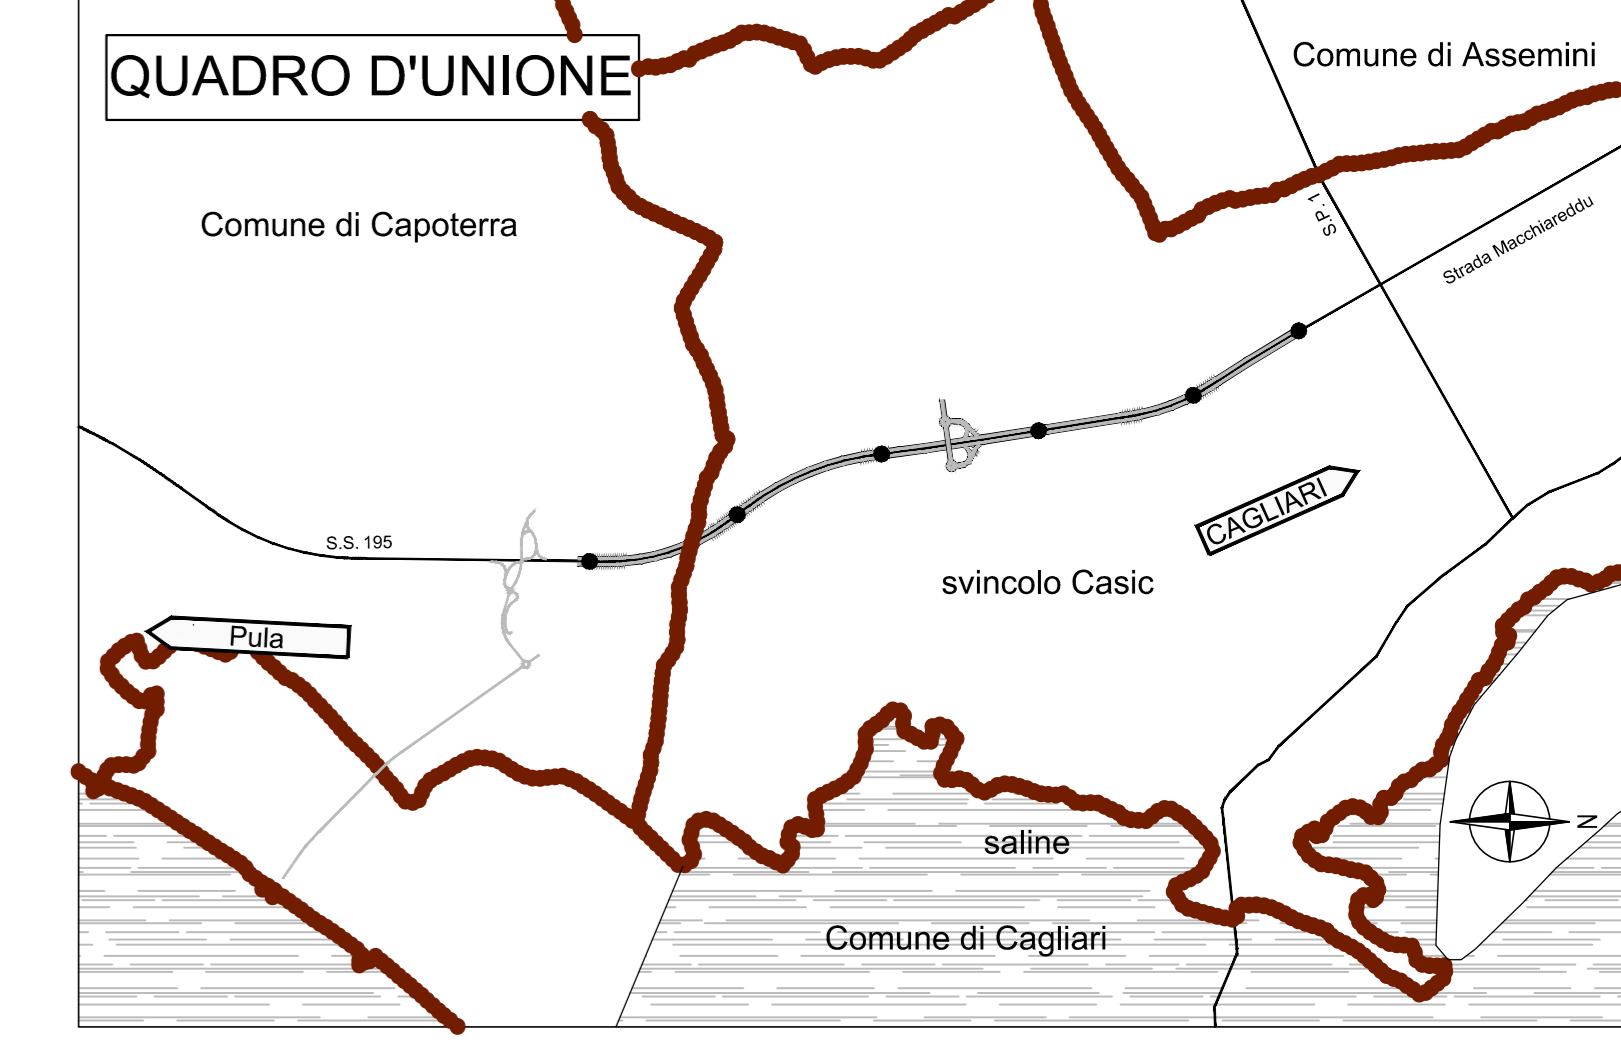 QUADRO D'UNIONE
Comune di Assemini
Comune di Capoterra
S.P. 1
Strada Macchiareddu
CAGLIARI
S.S. 195
svincolo Casic
Pula
saline
N
Comune di Cagliari